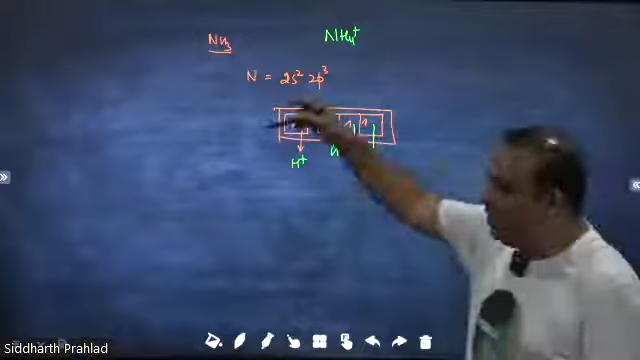 NH3 NH4+
N = 2s2 2p3
H+
Siddharth Prahlad